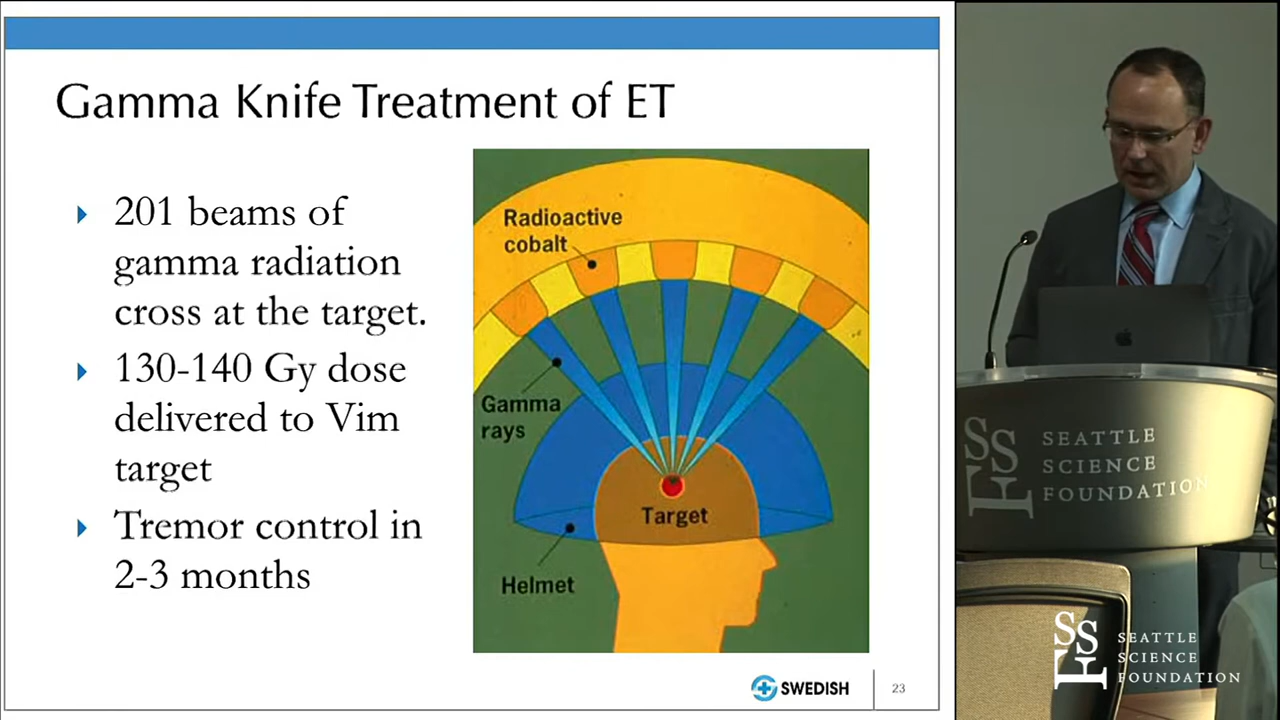 Gamma Knife Treatment of ET
201 beams of
gamma radiation
cross at the target.
130-140 Gy dose
delivered to Vim
target
Tremor control in
2-3 months
Radioactive
cobalt
Gamma
rays
Target
Helmet
SWEDISH
23
SSF
SEATTLE
SCIENCE
FOUNDATION
SSF
SEATTLE
SCIENCE
FOUNDATION